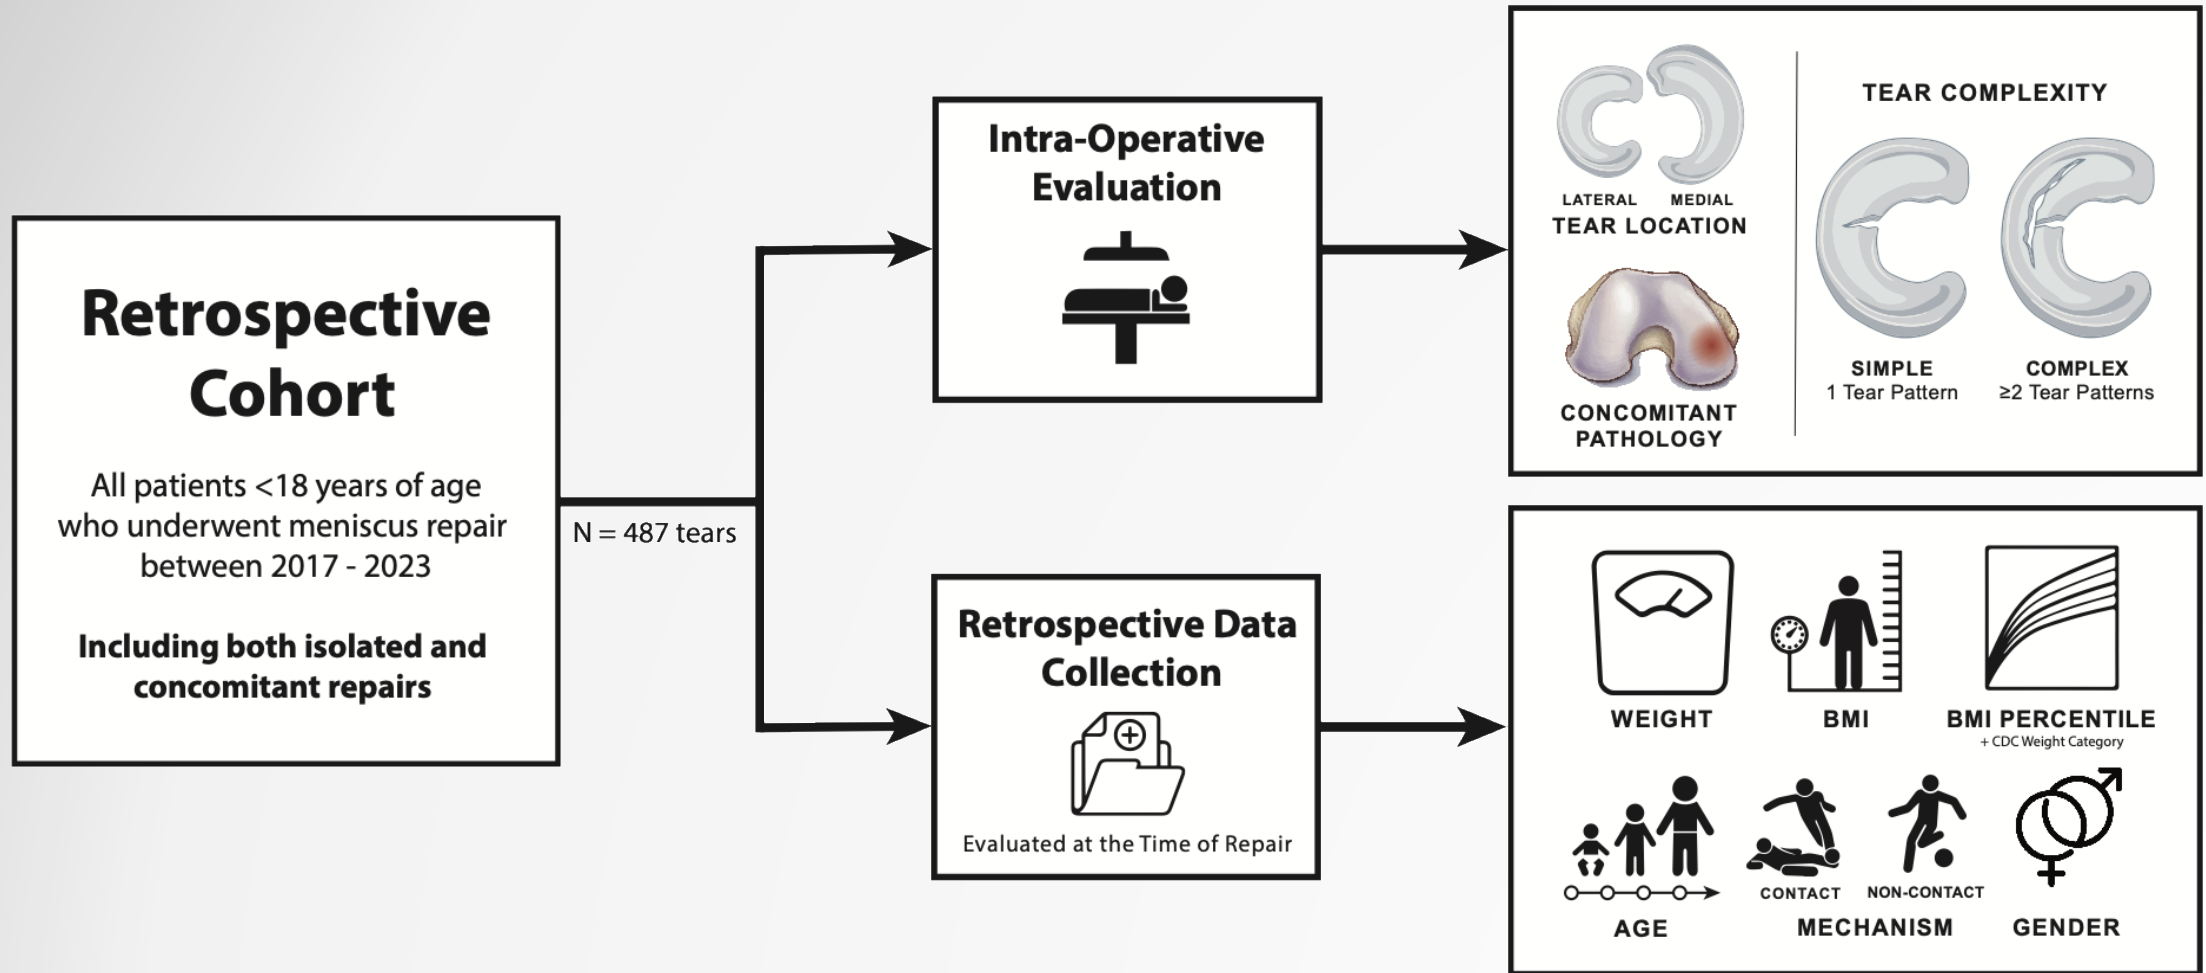 Retrospective
Cohort
All patients <18 years of age
who underwent meniscus repair
between 2017 - 2023
Including both isolated and
concomitant repairs
N = 487 tears
Intra-Operative
Evaluation
LATERAL MEDIAL
TEAR LOCATION
CONCOMITANT
PATHOLOGY
TEAR COMPLEXITY
SIMPLE
1 Tear Pattern
COMPLEX
≥2 Tear Patterns
Retrospective Data
Collection
Evaluated at the Time of Repair
WEIGHT
BMI
BMI PERCENTILE
+ CDC Weight Category
AGE
CONTACT NON-CONTACT
MECHANISM
GENDER